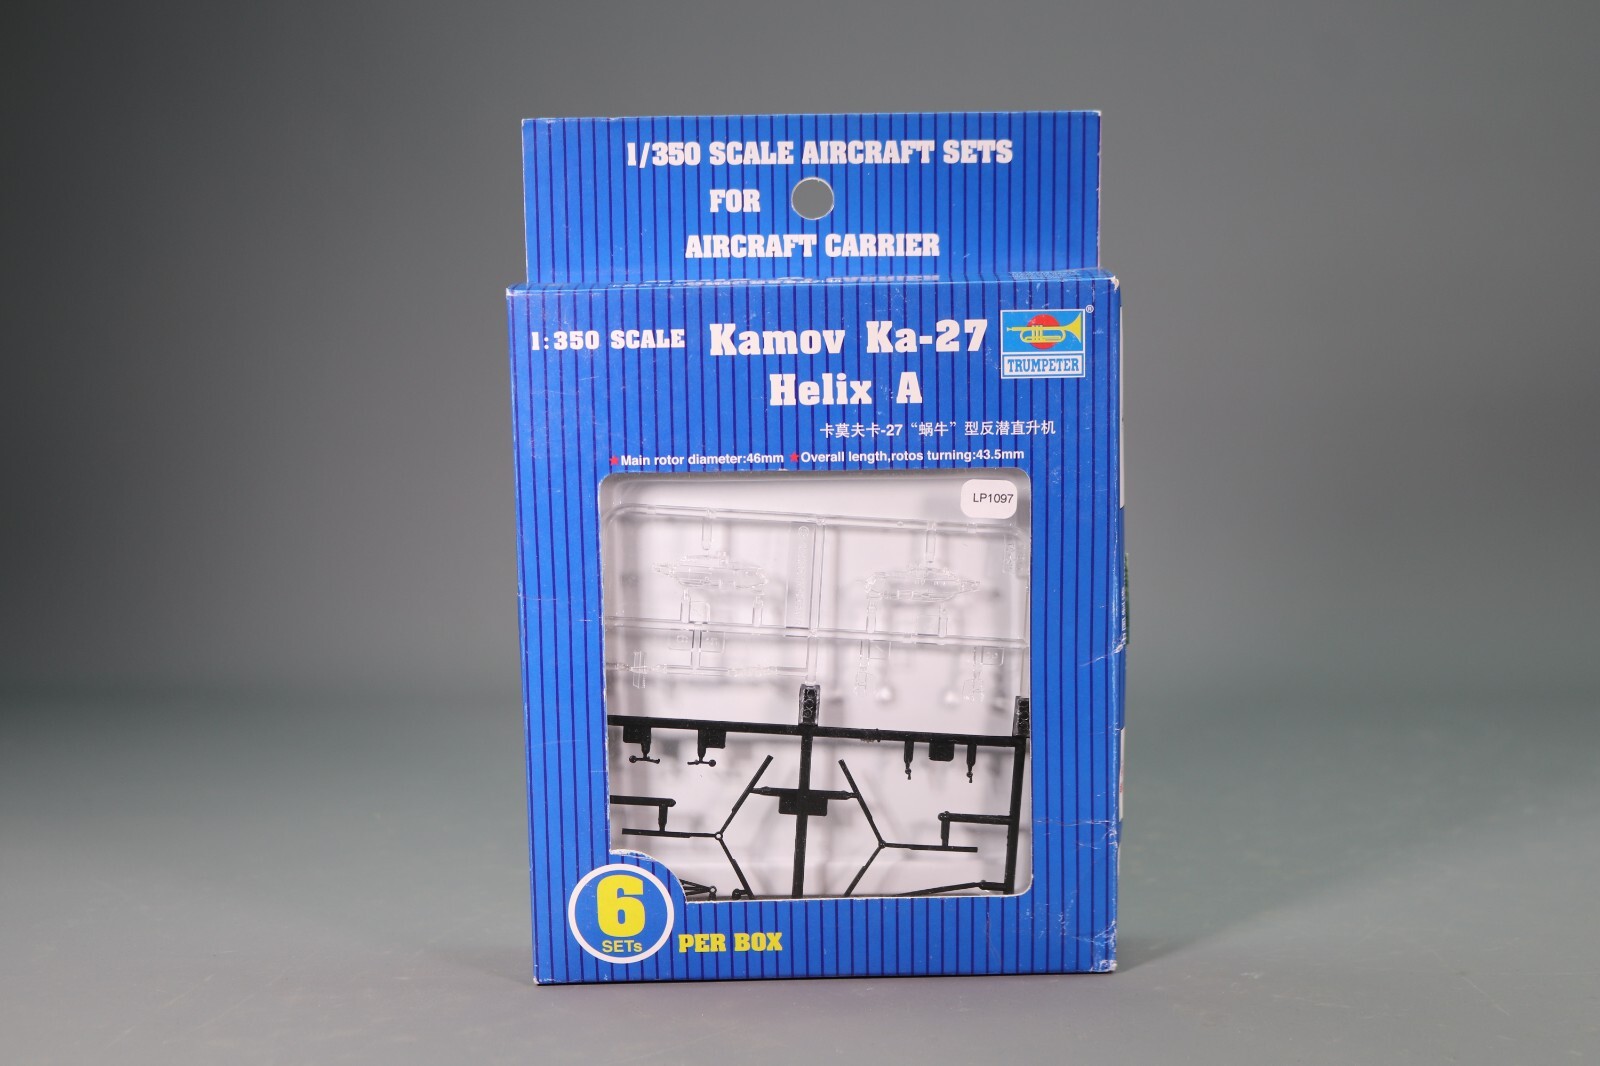 1/350 SCALE AIRCRAFT SETS
FOR
AIRCRAFT CARRIER
1:350 SCALE Kamov Ka-27
Helix A
®
TRUMPETER
卡莫夫卡-27 “蜗牛” 型反潜直升机
★Main rotor diameter:46mm ★Overall length,rotos turning:43.5mm
LP1097
6
SETs
PER BOX